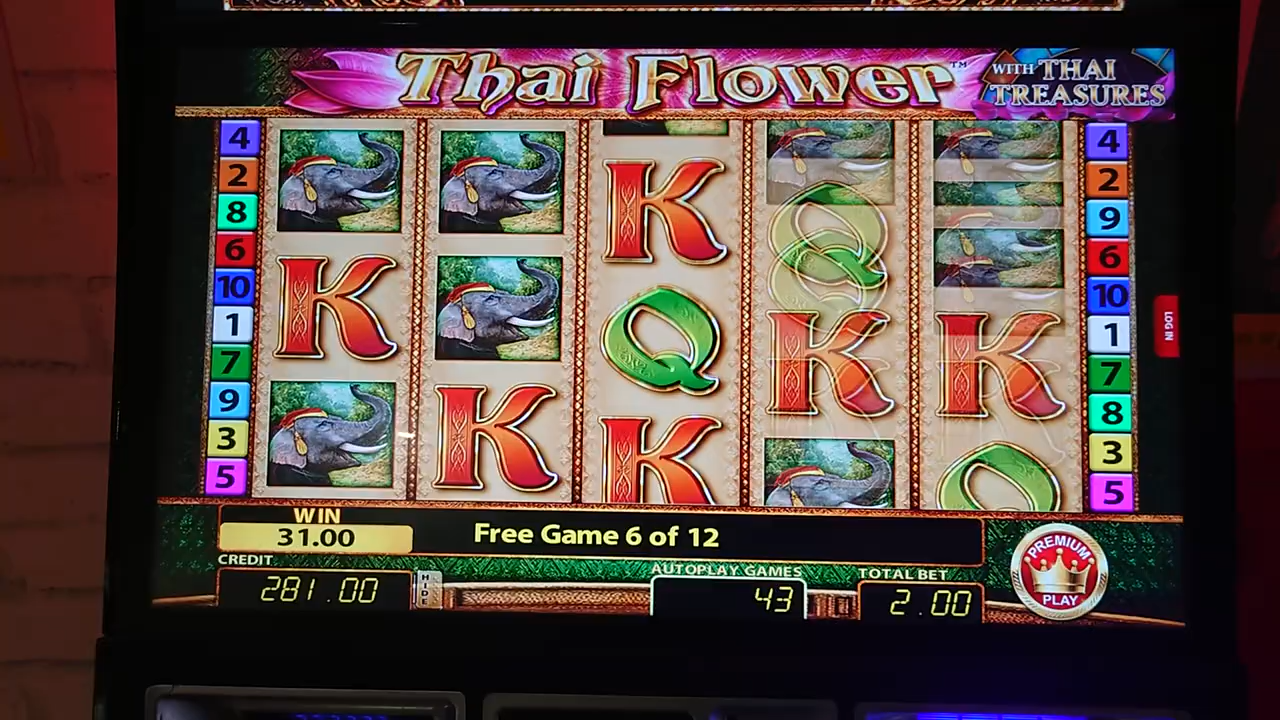 Thai Flower™
WITH THAI
TREASURES
4
2
8
6
10
1
7
9
3
5
K
K
K
Q
K
Q
Q
K
K
Q
4
2
9
6
10
1
7
8
3
5
LOG IN
WIN
31.00
Free Game 6 of 12
CREDIT
281.00
HIDE
AUTOPLAY GAMES
43
TOTAL BET
2.00
PREMIUM
PLAY